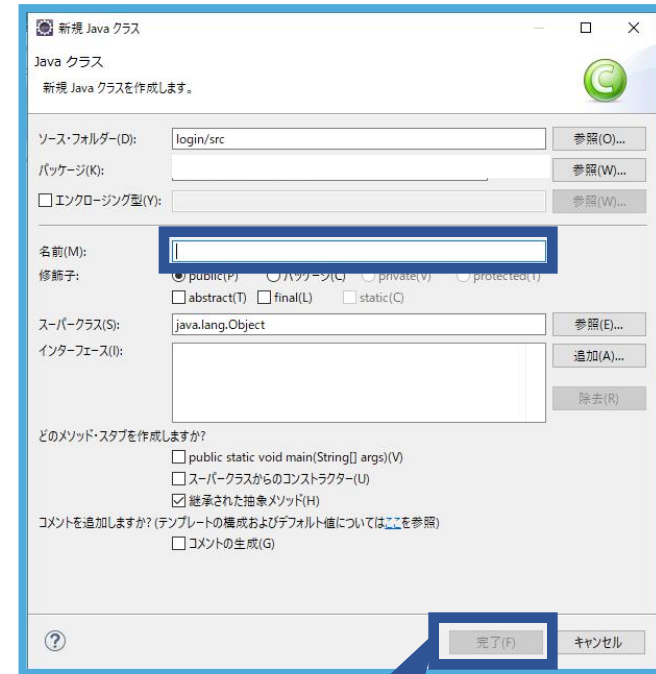 新規 Java クラス
Java クラス
新規 Java クラスを作成します。
ソース・フォルダー(D): login/src 参照(O)...
パッケージ(K): 参照(W)...
エンクロージング型(Y): 参照(W)...
名前(M):
修飾子: public(P) パッケージ(C) private(V) protected(T)
abstract(T) final(L) static(C)
スーパークラス(S): java.lang.Object 参照(E)...
インターフェース(I): 追加(A)...
除去(R)
どのメソッド・スタブを作成しますか?
public static void main(String[] args)(V)
スーパークラスからのコンストラクター(U)
継承された抽象メソッド(H)
コメントを追加しますか? (テンプレートの構成およびデフォルト値についてはここを参照)
コメントの生成(G)
完了(F) キャンセル